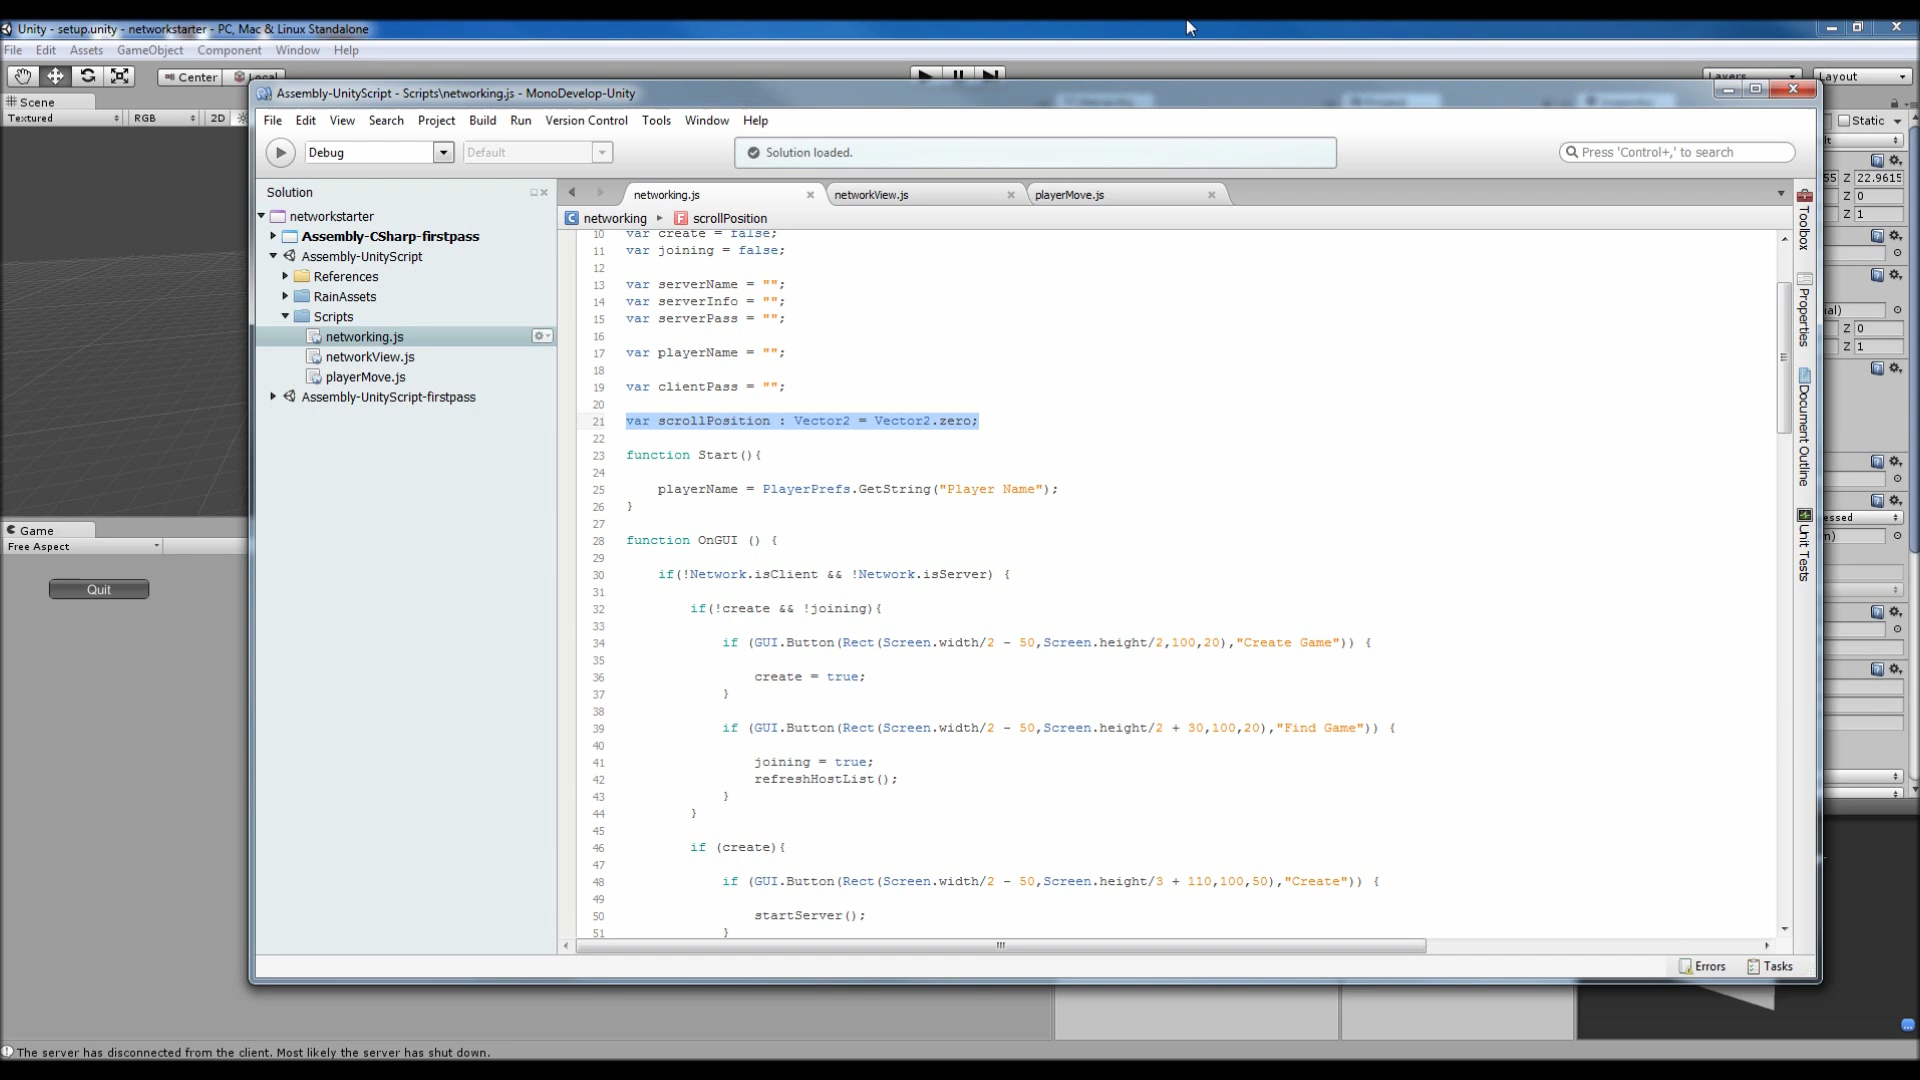 Unity - setup.unity - networkstarter - PC, Mac & Linux Standalone
File Edit Assets GameObject Component Window Help
Center Local
Layers Layout
Scene
Textured RGB 2D
Static
Assembly-UnityScript - Scripts\networking.js - MonoDevelop-Unity
File Edit View Search Project Build Run Version Control Tools Window Help
Debug Default Solution loaded. Press 'Control+,' to search
Solution
networkstarter
Assembly-CSharp-firstpass
Assembly-UnityScript
References
RainAssets
Scripts
networking.js
networkView.js
playerMove.js
Assembly-UnityScript-firstpass
networking.js networkView.js playerMove.js
networking scrollPosition
10 var create = false;
11 var joining = false;
12
13 var serverName = "";
14 var serverInfo = "";
15 var serverPass = "";
16
17 var playerName = "";
18
19 var clientPass = "";
20
21 var scrollPosition : Vector2 = Vector2.zero;
22
23 function Start(){
24
25 playerName = PlayerPrefs.GetString("Player Name");
26 }
27
28 function OnGUI () {
29
30 if(!Network.isClient && !Network.isServer) {
31
32 if(!create && !joining){
33
34 if (GUI.Button(Rect(Screen.width/2 - 50,Screen.height/2,100,20),"Create Game")) {
35
36 create = true;
37 }
38
39 if (GUI.Button(Rect(Screen.width/2 - 50,Screen.height/2 + 30,100,20),"Find Game")) {
40
41 joining = true;
42 refreshHostList();
43 }
44 }
45
46 if (create){
47
48 if (GUI.Button(Rect(Screen.width/2 - 50,Screen.height/3 + 110,100,50),"Create")) {
49
50 startServer();
51 }
Toolbox
Properties
Document Outline
Unit Tests
Z 22.9615
Z 0
Z 1
Z 0
Z 1
Errors Tasks
Game
Free Aspect
Quit
The server has disconnected from the client. Most likely the server has shut down.